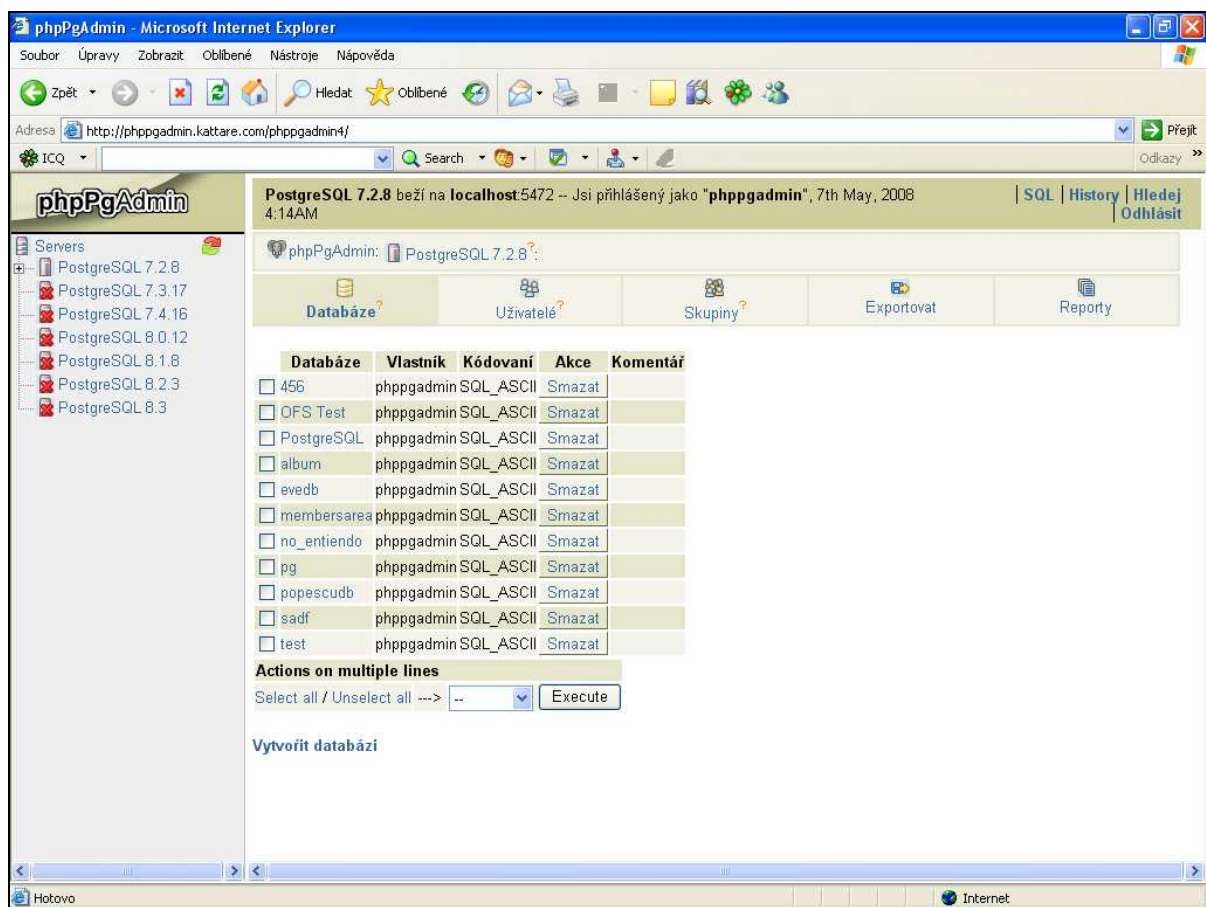 phpPgAdmin - Microsoft Internet Explorer
Soubor Úpravy Zobrazit Oblíbené Nástroje Nápověda
Zpět Hledat Oblíbené
Adresa http://phppgadmin.kattare.com/phppgadmin4/ Přejít
ICQ Search Odkazy »
phpPgAdmin
PostgreSQL 7.2.8 beží na localhost:5472 -- Jsi přihlášený jako "phppgadmin", 7th May, 2008
4:14AM
| SQL | History | Hledej
| Odhlásit
Servers
PostgreSQL 7.2.8
PostgreSQL 7.3.17
PostgreSQL 7.4.16
PostgreSQL 8.0.12
PostgreSQL 8.1.8
PostgreSQL 8.2.3
PostgreSQL 8.3
phpPgAdmin: PostgreSQL 7.2.8?:
Databáze? Uživatelé? Skupiny? Exportovat Reporty
Databáze Vlastník Kódovaní Akce Komentář
456 phppgadmin SQL_ASCII Smazat
OFS Test phppgadmin SQL_ASCII Smazat
PostgreSQL phppgadmin SQL_ASCII Smazat
album phppgadmin SQL_ASCII Smazat
evedb phppgadmin SQL_ASCII Smazat
membersarea phppgadmin SQL_ASCII Smazat
no_entiendo phppgadmin SQL_ASCII Smazat
pg phppgadmin SQL_ASCII Smazat
popescudb phppgadmin SQL_ASCII Smazat
sadf phppgadmin SQL_ASCII Smazat
test phppgadmin SQL_ASCII Smazat
Actions on multiple lines
Select all / Unselect all ---> -- Execute
Vytvořit databázi
Hotovo Internet